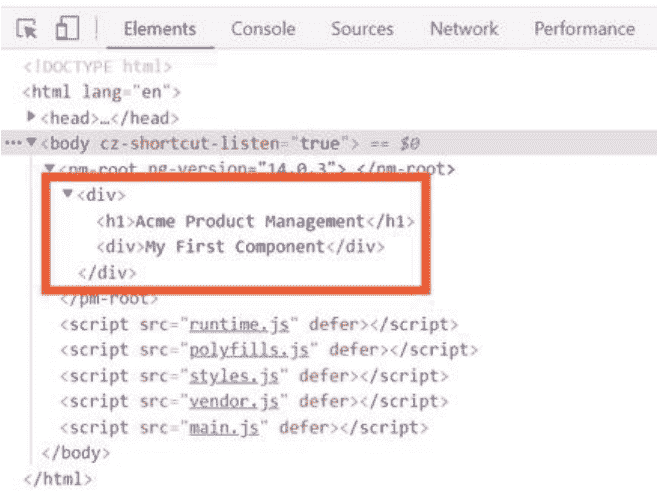 Elements Console Sources Network Performance
<!DOCTYPE html>
<html lang="en">
<head>…</head>
<body cz-shortcut-listen="true"> == $0
<pm-root ng-version="14.0.3"> </pm-root>
<div>
<h1>Acme Product Management</h1>
<div>My First Component</div>
</div>
</pm-root>
<script src="runtime.js" defer></script>
<script src="polyfills.js" defer></script>
<script src="styles.js" defer></script>
<script src="vendor.js" defer></script>
<script src="main.js" defer></script>
</body>
</html>